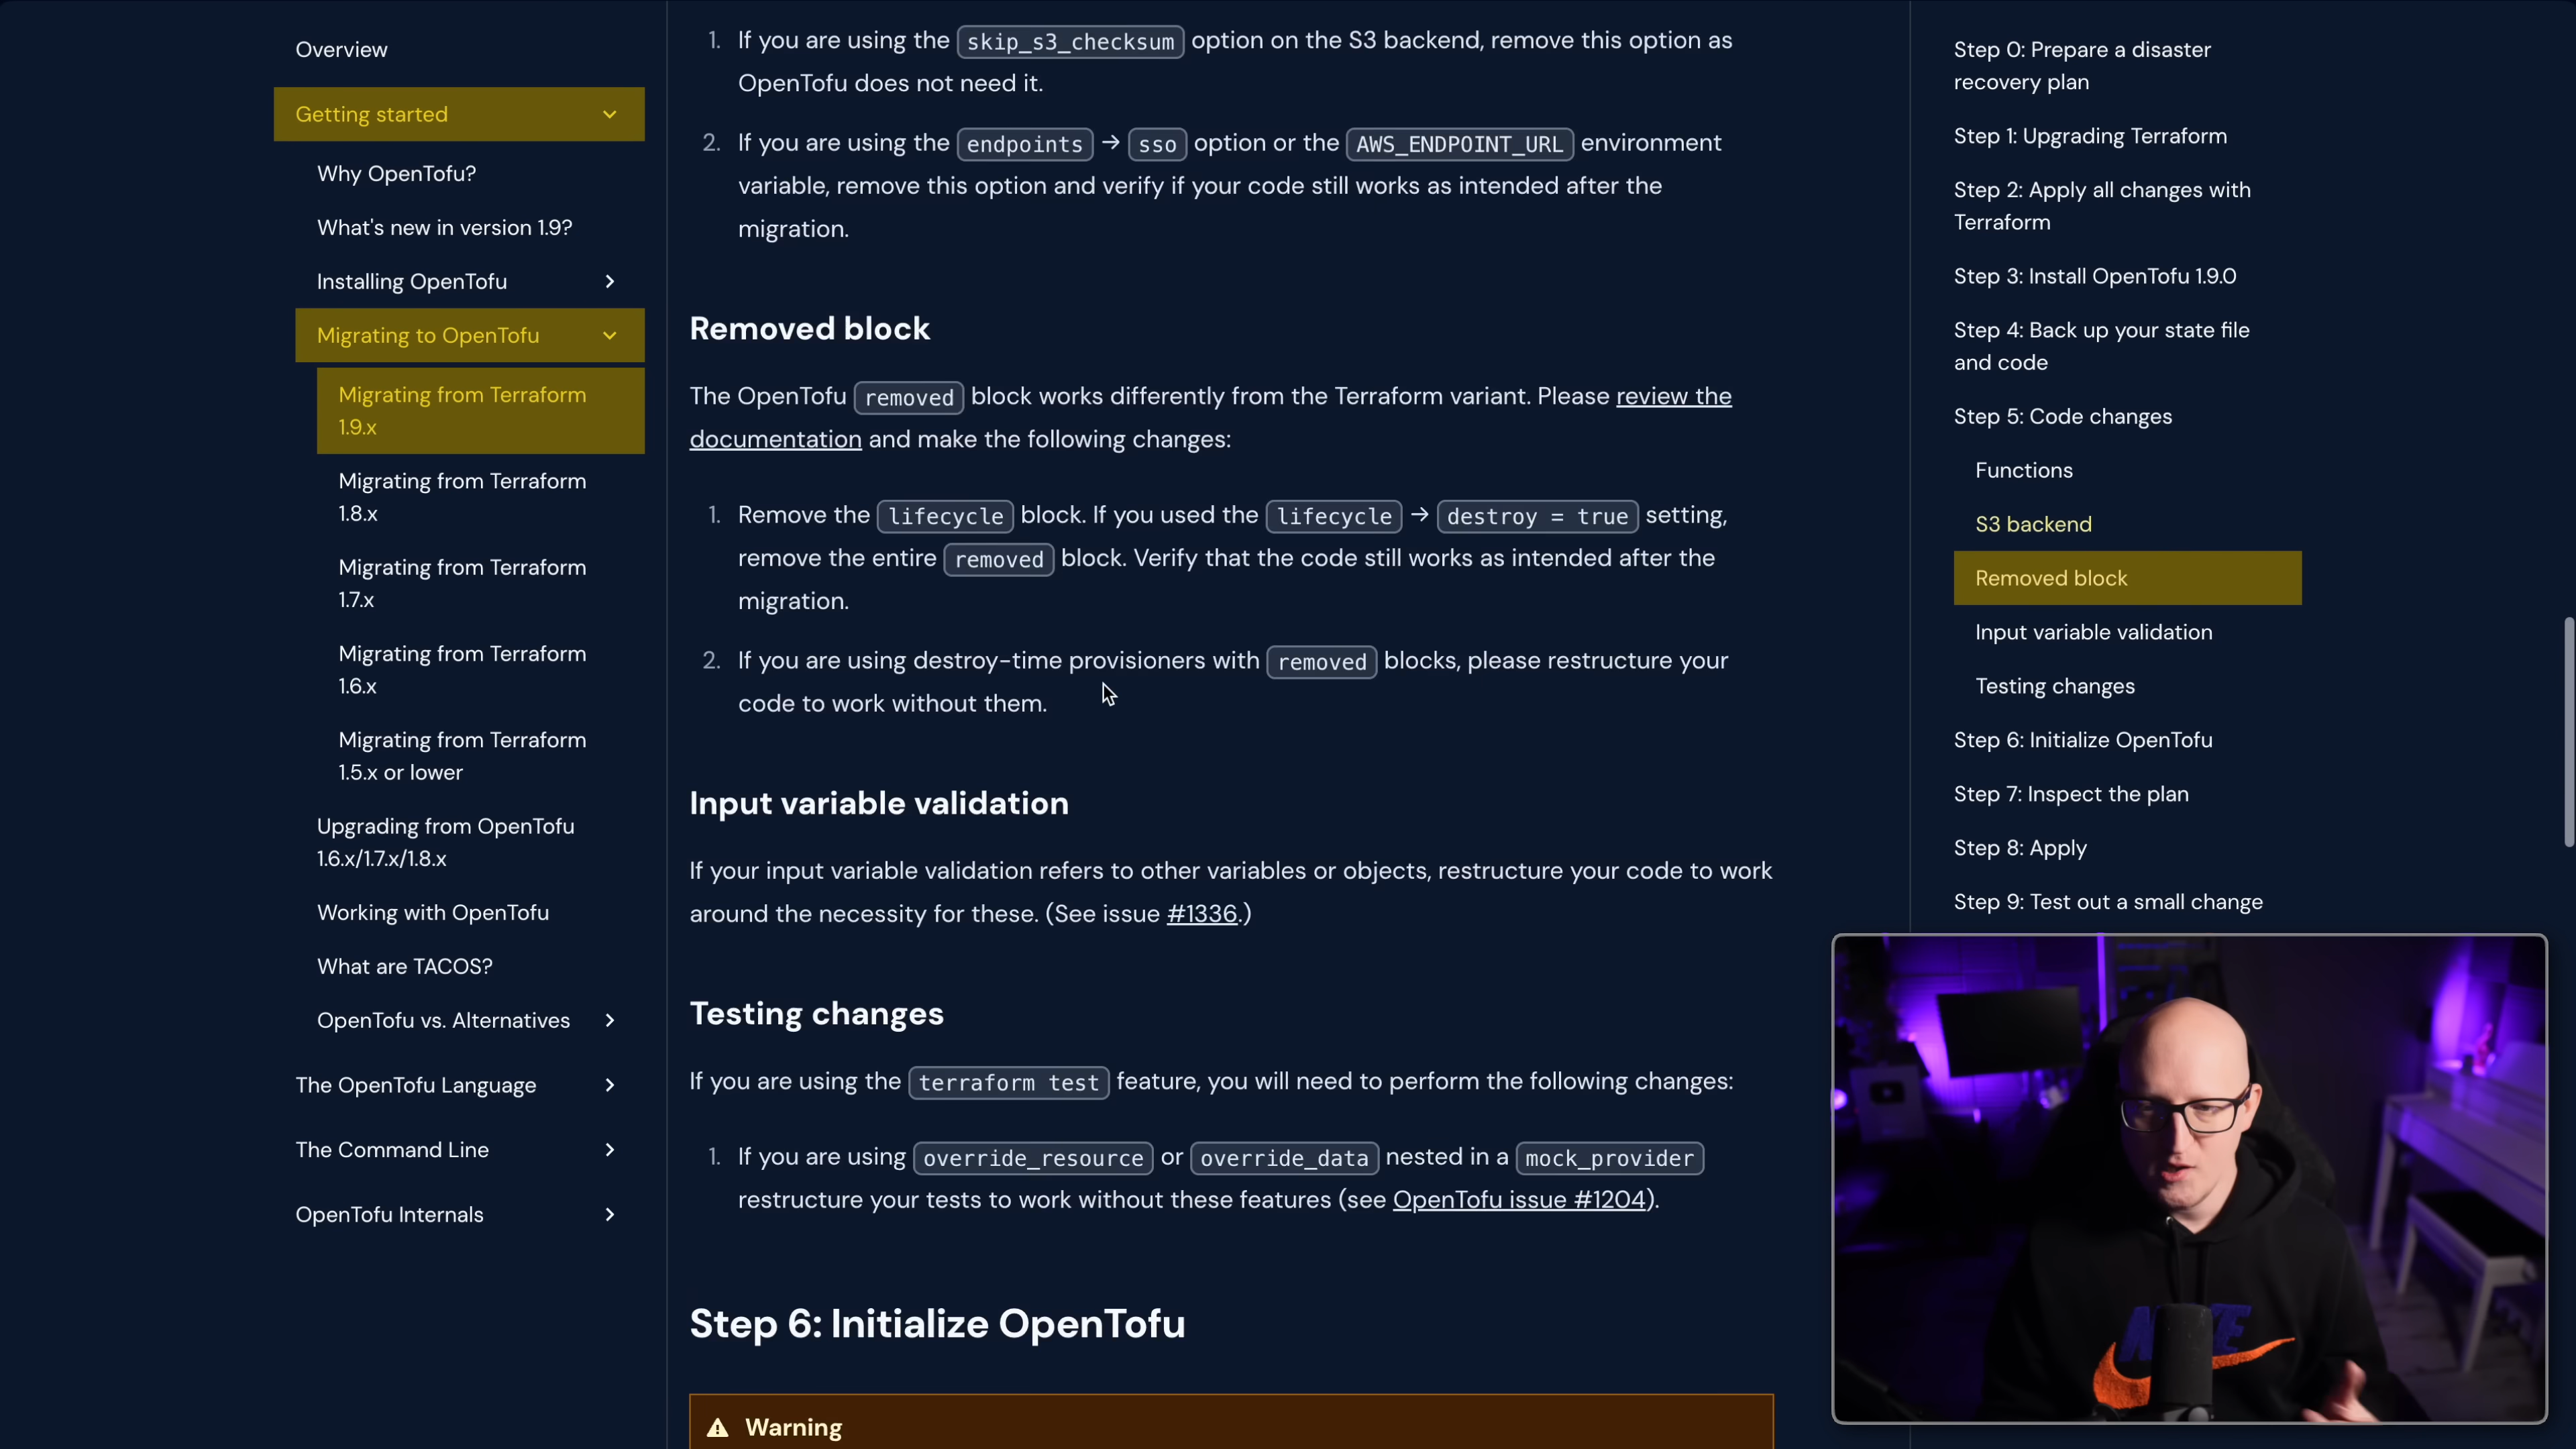 Overview
Getting started
Why OpenTofu?
What's new in version 1.9?
Installing OpenTofu
Migrating to OpenTofu
Migrating from Terraform
1.9.x
Migrating from Terraform
1.8.x
Migrating from Terraform
1.7.x
Migrating from Terraform
1.6.x
Migrating from Terraform
1.5.x or lower
Upgrading from OpenTofu
1.6.x/1.7.x/1.8.x
Working with OpenTofu
What are TACOS?
OpenTofu vs. Alternatives
The OpenTofu Language
The Command Line
OpenTofu Internals
1. If you are using the skip_s3_checksum option on the S3 backend, remove this option as
OpenTofu does not need it.
2. If you are using the endpoints → sso option or the AWS_ENDPOINT_URL environment
variable, remove this option and verify if your code still works as intended after the
migration.
Removed block
The OpenTofu removed block works differently from the Terraform variant. Please review the
documentation and make the following changes:
1. Remove the lifecycle block. If you used the lifecycle → destroy = true setting,
remove the entire removed block. Verify that the code still works as intended after the
migration.
2. If you are using destroy-time provisioners with removed blocks, please restructure your
code to work without them.
Input variable validation
If your input variable validation refers to other variables or objects, restructure your code to work
around the necessity for these. (See issue #1336.)
Testing changes
If you are using the terraform test feature, you will need to perform the following changes:
1. If you are using override_resource or override_data nested in a mock_provider
restructure your tests to work without these features (see OpenTofu issue #1204).
Step 6: Initialize OpenTofu
Warning
Step 0: Prepare a disaster
recovery plan
Step 1: Upgrading Terraform
Step 2: Apply all changes with
Terraform
Step 3: Install OpenTofu 1.9.0
Step 4: Back up your state file
and code
Step 5: Code changes
Functions
S3 backend
Removed block
Input variable validation
Testing changes
Step 6: Initialize OpenTofu
Step 7: Inspect the plan
Step 8: Apply
Step 9: Test out a small change
NIKE